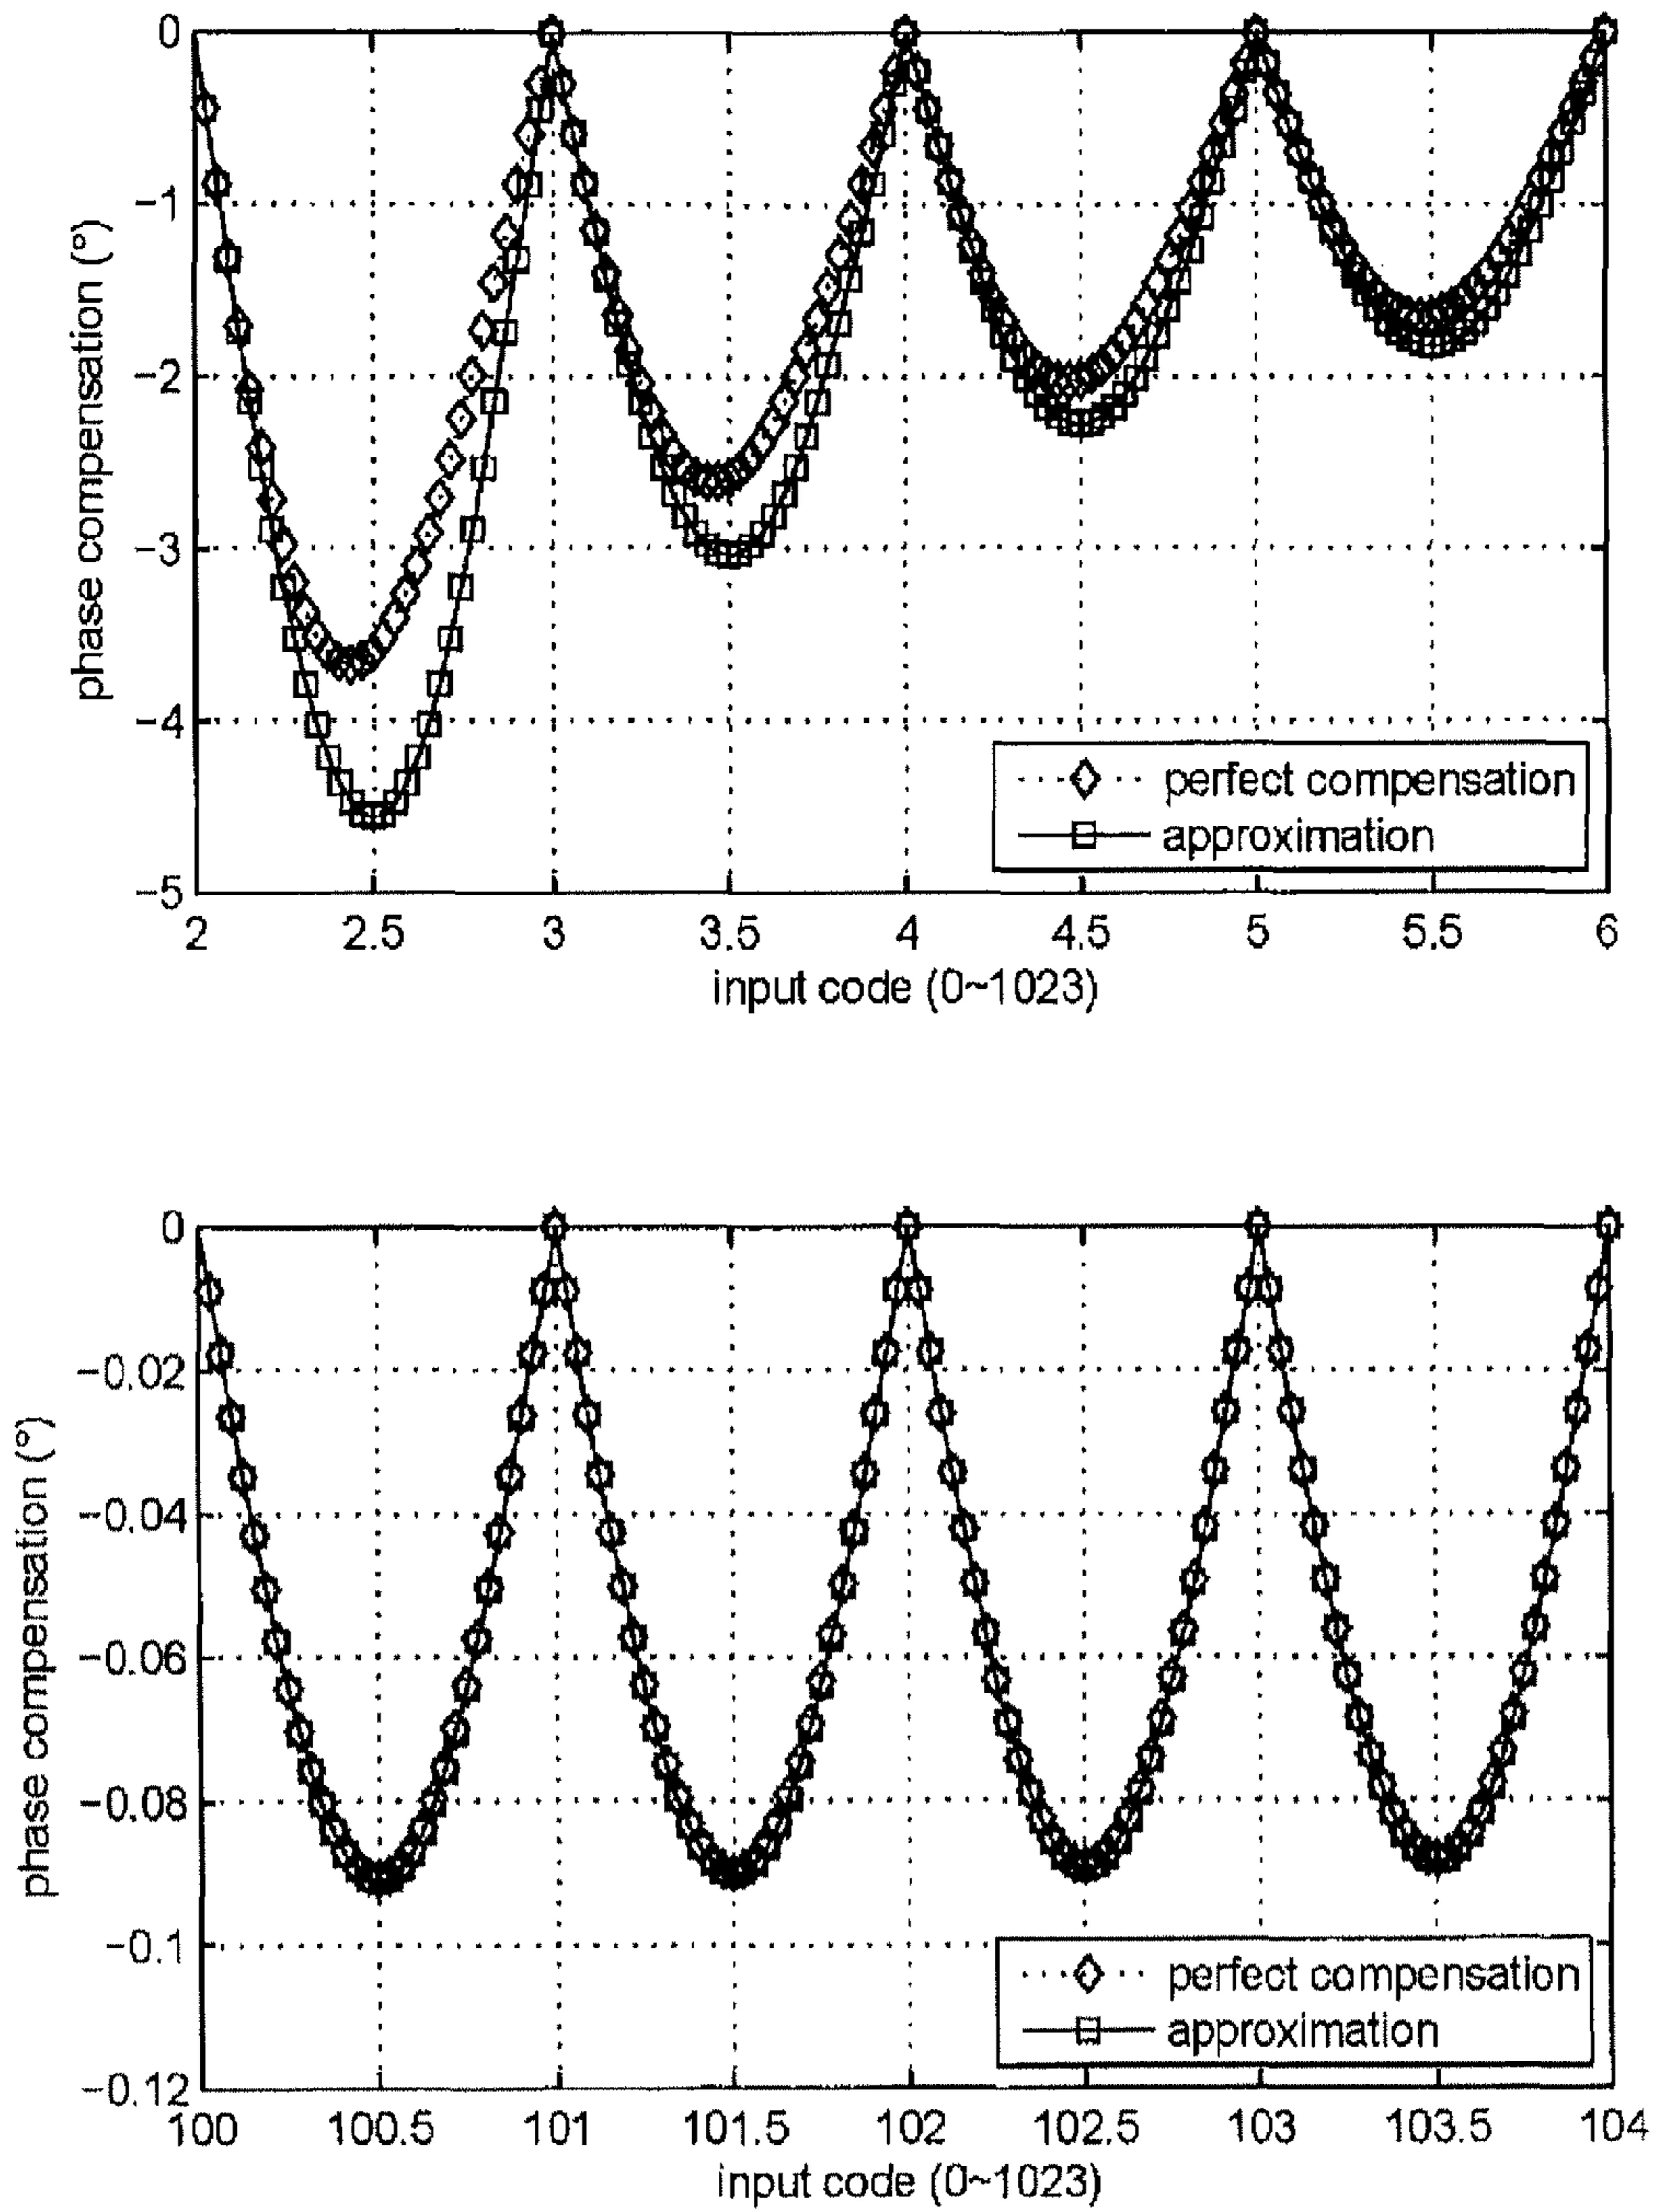 0
−1
−2
−3
−4
−5
phase compensation (°)
perfect compensation
approximation
2 2.5 3 3.5 4 4.5 5 5.5 6
input code (0~1023)
0
−0.02
−0.04
−0.06
−0.08
−0.1
−0.12
phase compensation (°)
perfect compensation
approximation
100 100.5 101 101.5 102 102.5 103 103.5 104
input code (0~1023)